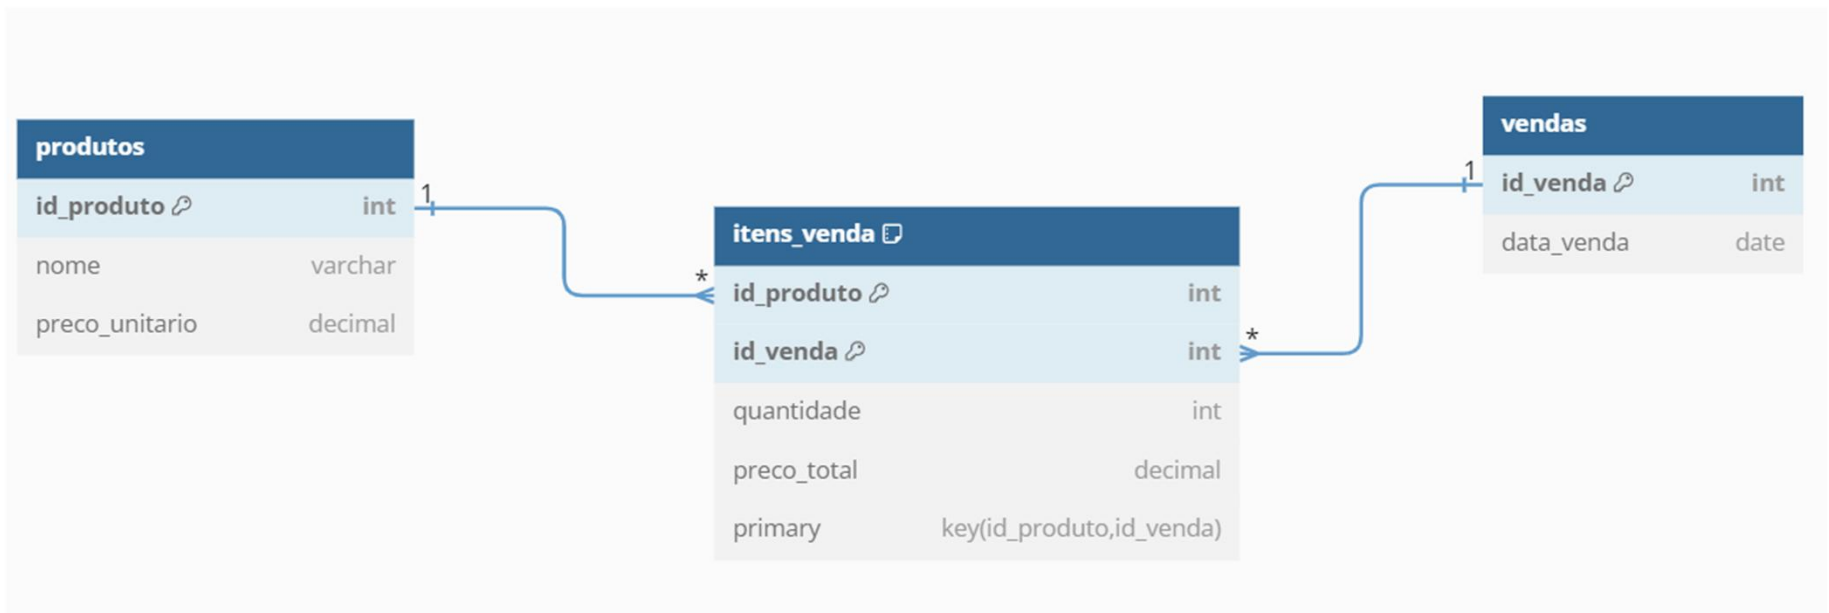 produtos
id_produto int
nome varchar
preco_unitario decimal
1
*
itens_venda
id_produto int
id_venda int
quantidade int
preco_total decimal
primary key(id_produto,id_venda)
*
1
vendas
id_venda int
data_venda date